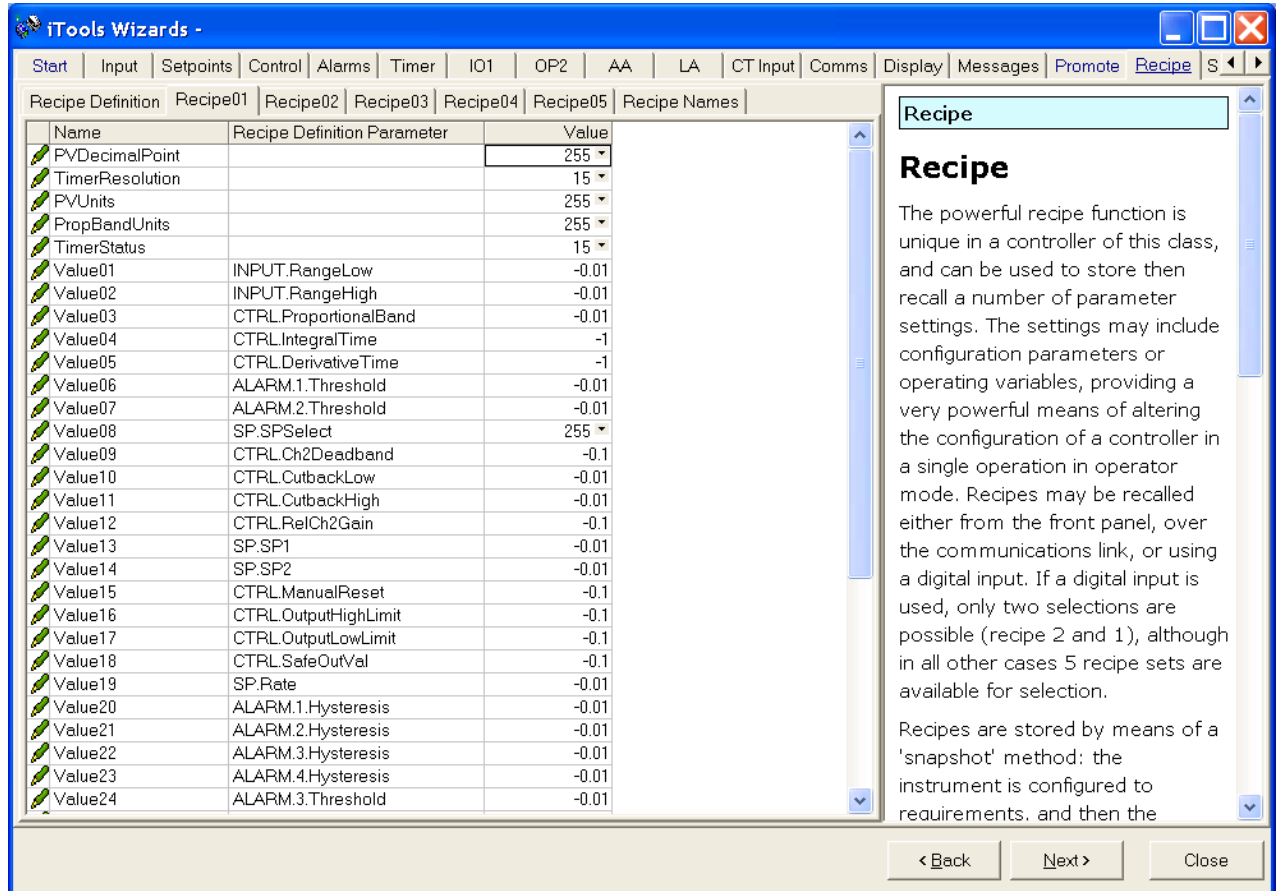 iTools Wizards -
Start Input Setpoints Control Alarms Timer IO1 OP2 AA LA CT Input Comms Display Messages Promote Recipe S
Recipe Definition Recipe01 Recipe02 Recipe03 Recipe04 Recipe05 Recipe Names
Name Recipe Definition Parameter Value
PVDecimalPoint 255
TimerResolution 15
PVUnits 255
PropBandUnits 255
TimerStatus 15
Value01 INPUT.RangeLow -0.01
Value02 INPUT.RangeHigh -0.01
Value03 CTRL.ProportionalBand -0.01
Value04 CTRL.IntegralTime -1
Value05 CTRL.DerivativeTime -1
Value06 ALARM.1.Threshold -0.01
Value07 ALARM.2.Threshold -0.01
Value08 SP.SPSelect 255
Value09 CTRL.Ch2Deadband -0.1
Value10 CTRL.CutbackLow -0.01
Value11 CTRL.CutbackHigh -0.01
Value12 CTRL.RelCh2Gain -0.1
Value13 SP.SP1 -0.01
Value14 SP.SP2 -0.01
Value15 CTRL.ManualReset -0.1
Value16 CTRL.OutputHighLimit -0.1
Value17 CTRL.OutputLowLimit -0.1
Value18 CTRL.SafeOutVal -0.1
Value19 SP.Rate -0.01
Value20 ALARM.1.Hysteresis -0.01
Value21 ALARM.2.Hysteresis -0.01
Value22 ALARM.3.Hysteresis -0.01
Value23 ALARM.4.Hysteresis -0.01
Value24 ALARM.3.Threshold -0.01
Recipe
Recipe
The powerful recipe function is
unique in a controller of this class,
and can be used to store then
recall a number of parameter
settings. The settings may include
configuration parameters or
operating variables, providing a
very powerful means of altering
the configuration of a controller in
a single operation in operator
mode. Recipes may be recalled
either from the front panel, over
the communications link, or using
a digital input. If a digital input is
used, only two selections are
possible (recipe 2 and 1), although
in all other cases 5 recipe sets are
available for selection.
Recipes are stored by means of a
'snapshot' method: the
instrument is configured to
requirements, and then the
< Back Next > Close